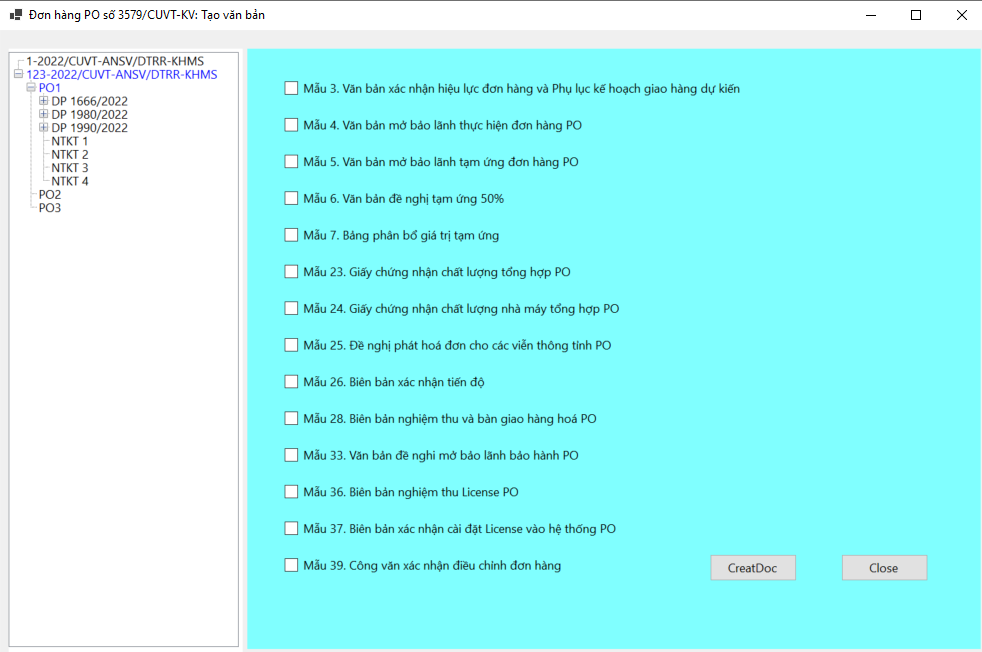 Đơn hàng PO số 3579/CUVT-KV: Tạo văn bản
1-2022/CUVT-ANSV/DTRR-KHMS
123-2022/CUVT-ANSV/DTRR-KHMS
PO1
DP 1666/2022
DP 1980/2022
DP 1990/2022
NTKT 1
NTKT 2
NTKT 3
NTKT 4
PO2
PO3
Mẫu 3. Văn bản xác nhận hiệu lực đơn hàng và Phụ lục kế hoạch giao hàng dự kiến
Mẫu 4. Văn bản mở bảo lãnh thực hiện đơn hàng PO
Mẫu 5. Văn bản mở bảo lãnh tạm ứng đơn hàng PO
Mẫu 6. Văn bản đề nghị tạm ứng 50%
Mẫu 7. Bảng phân bổ giá trị tạm ứng
Mẫu 23. Giấy chứng nhận chất lượng tổng hợp PO
Mẫu 24. Giấy chứng nhận chất lượng nhà máy tổng hợp PO
Mẫu 25. Đề nghị phát hoá đơn cho các viễn thông tỉnh PO
Mẫu 26. Biên bản xác nhận tiến độ
Mẫu 28. Biên bản nghiệm thu và bàn giao hàng hoá PO
Mẫu 33. Văn bản đề nghi mở bảo lãnh bảo hành PO
Mẫu 36. Biên bản nghiệm thu License PO
Mẫu 37. Biên bản xác nhận cài đặt License vào hệ thống PO
Mẫu 39. Công văn xác nhận điều chỉnh đơn hàng
CreatDoc
Close